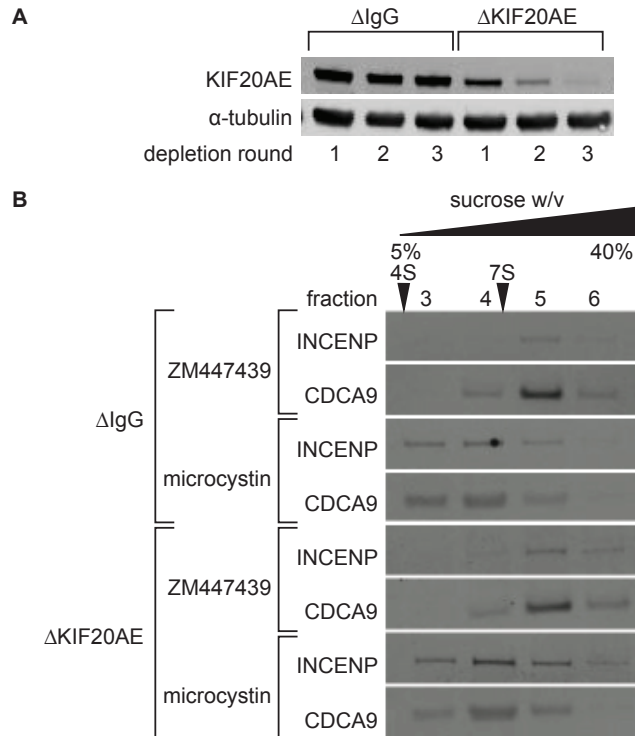 A
ΔIgG ΔKIF20AE
KIF20AE
α-tubulin
depletion round 1 2 3 1 2 3
B
sucrose w/v
5% 40%
4S 7S
fraction 3 4 5 6
ΔIgG
ZM447439
INCENP
CDCA9
microcystin
INCENP
CDCA9
ΔKIF20AE
ZM447439
INCENP
CDCA9
microcystin
INCENP
CDCA9